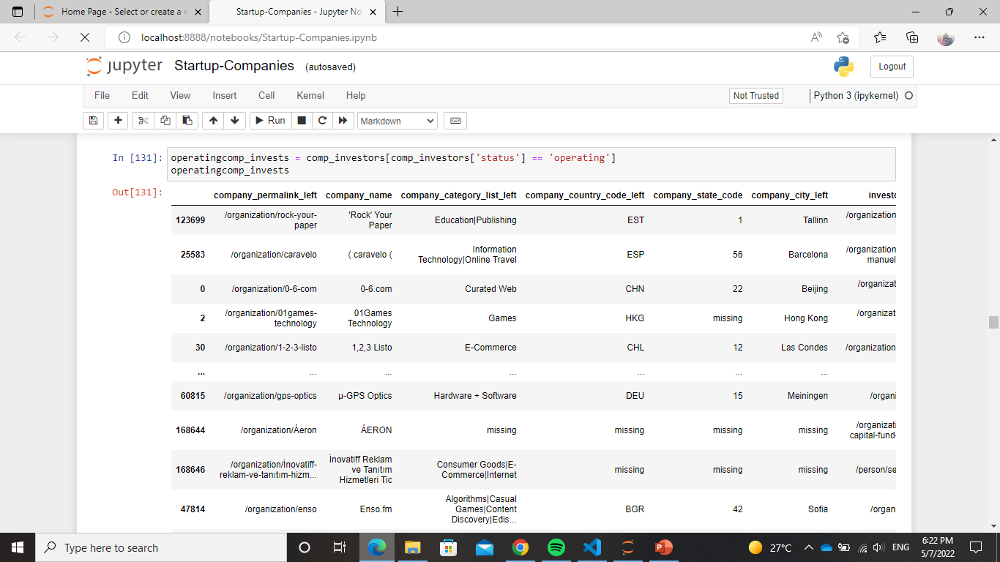 Home Page - Select or create a n
Startup-Companies - Jupyter No
localhost:8888/notebooks/Startup-Companies.ipynb
jupyter Startup-Companies (autosaved)
Logout
File Edit View Insert Cell Kernel Help
Not Trusted
Python 3 (ipykernel)
Run
Markdown
In [131]: operatingcomp_invests = comp_investors[comp_investors['status'] == 'operating']
operatingcomp_invests
Out[131]:
company_permalink_left company_name company_category_list_left company_country_code_left company_state_code company_city_left investo
123699 /organization/rock-your-paper 'Rock' Your Paper Education|Publishing EST 1 Tallinn /organization
25583 /organization/caravelo ( caravelo ( Information Technology|Online Travel ESP 56 Barcelona /organization manuel
0 /organization/0-6-com 0-6.com Curated Web CHN 22 Beijing /organizat
2 /organization/01games-technology 01Games Technology Games HKG missing Hong Kong /organizat
30 /organization/1-2-3-listo 1,2,3 Listo E-Commerce CHL 12 Las Condes /organization
... ... ... ... ... ... ...
60815 /organization/gps-optics µ-GPS Optics Hardware + Software DEU 15 Meiningen /organi
168644 /organization/Áeron ÁERON missing missing missing missing /organizati capital-fund-
168646 /organization/İnovatiff-reklam-ve-tanıtım-hizm... İnovatiff Reklam ve Tanıtım Hizmetleri Tic Consumer Goods|E-Commerce|Internet missing missing missing /person/se
47814 /organization/enso Enso.fm Algorithms|Casual Games|Content Discovery|Edis... BGR 42 Sofia /organ
Type here to search
27°C
ENG
6:22 PM
5/7/2022